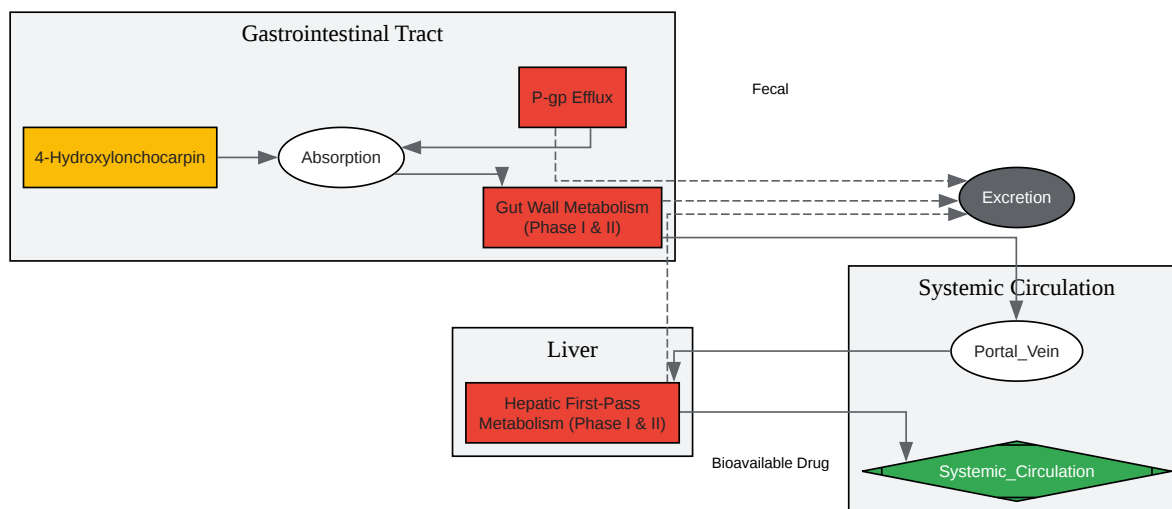 Gastrointestinal Tract
P-gp Efflux
Fecal
4-Hydroxylonchocarpin
Absorption
Gut Wall Metabolism
(Phase I & II)
Excretion
Systemic Circulation
Liver
Portal_Vein
Hepatic First-Pass
Metabolism (Phase I & II)
Bioavailable Drug
Systemic_Circulation